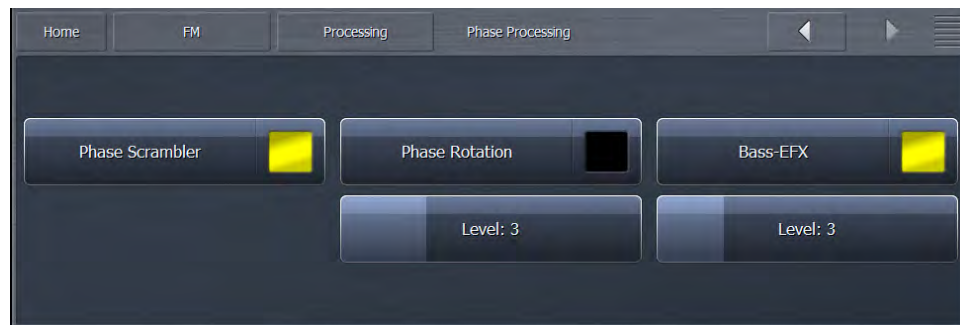 Home FM Processing Phase Processing
Phase Scrambler Phase Rotation Bass-EFX
Level: 3 Level: 3